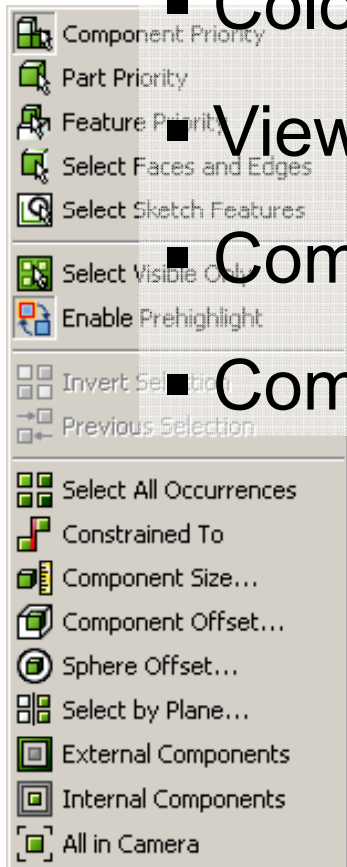 ▪ Colo
Component Priority
Part Priority
▪ View
Feature Priority
Select Faces and Edges
Select Sketch Features
▪ Com
Select Visible Only
Enable Prehighlight
▪ Com
Invert Selection
Previous Selection
Select All Occurrences
Constrained To
Component Size...
Component Offset...
Sphere Offset...
Select by Plane...
External Components
Internal Components
All in Camera